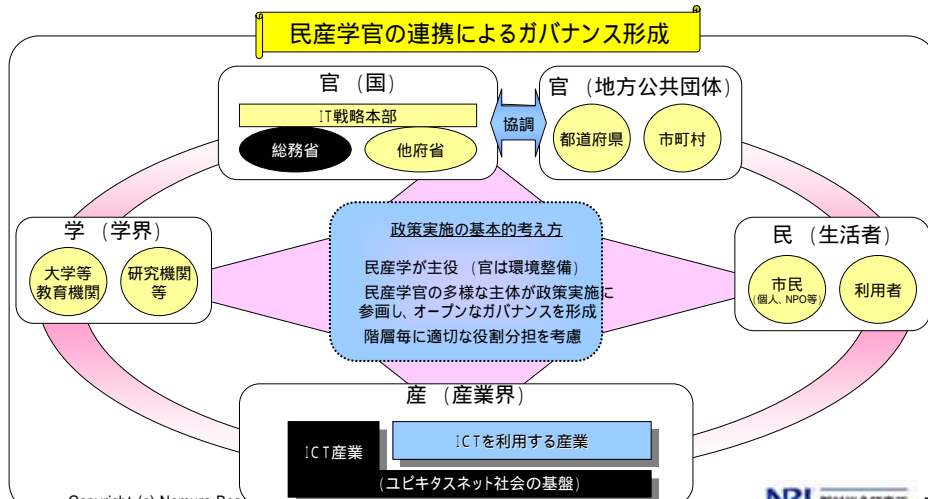 民産学官の連携によるガバナンス形成
官 (国)
IT戦略本部
総務省
他府省
協調
官 (地方公共団体)
都道府県
市町村
学 (学界)
大学等
教育機関
研究機関
等
政策実施の基本的考え方
民産学が主役 (官は環境整備)
民産学官の多様な主体が政策実施に
参画し、オープンなガバナンスを形成
階層毎に適切な役割分担を考慮
民 (生活者)
市民
(個人、NPO等)
利用者
産 (産業界)
ICT産業
ICTを利用する産業
(ユビキタスネット社会の基盤)
Copyright (c) Nomura
NRI